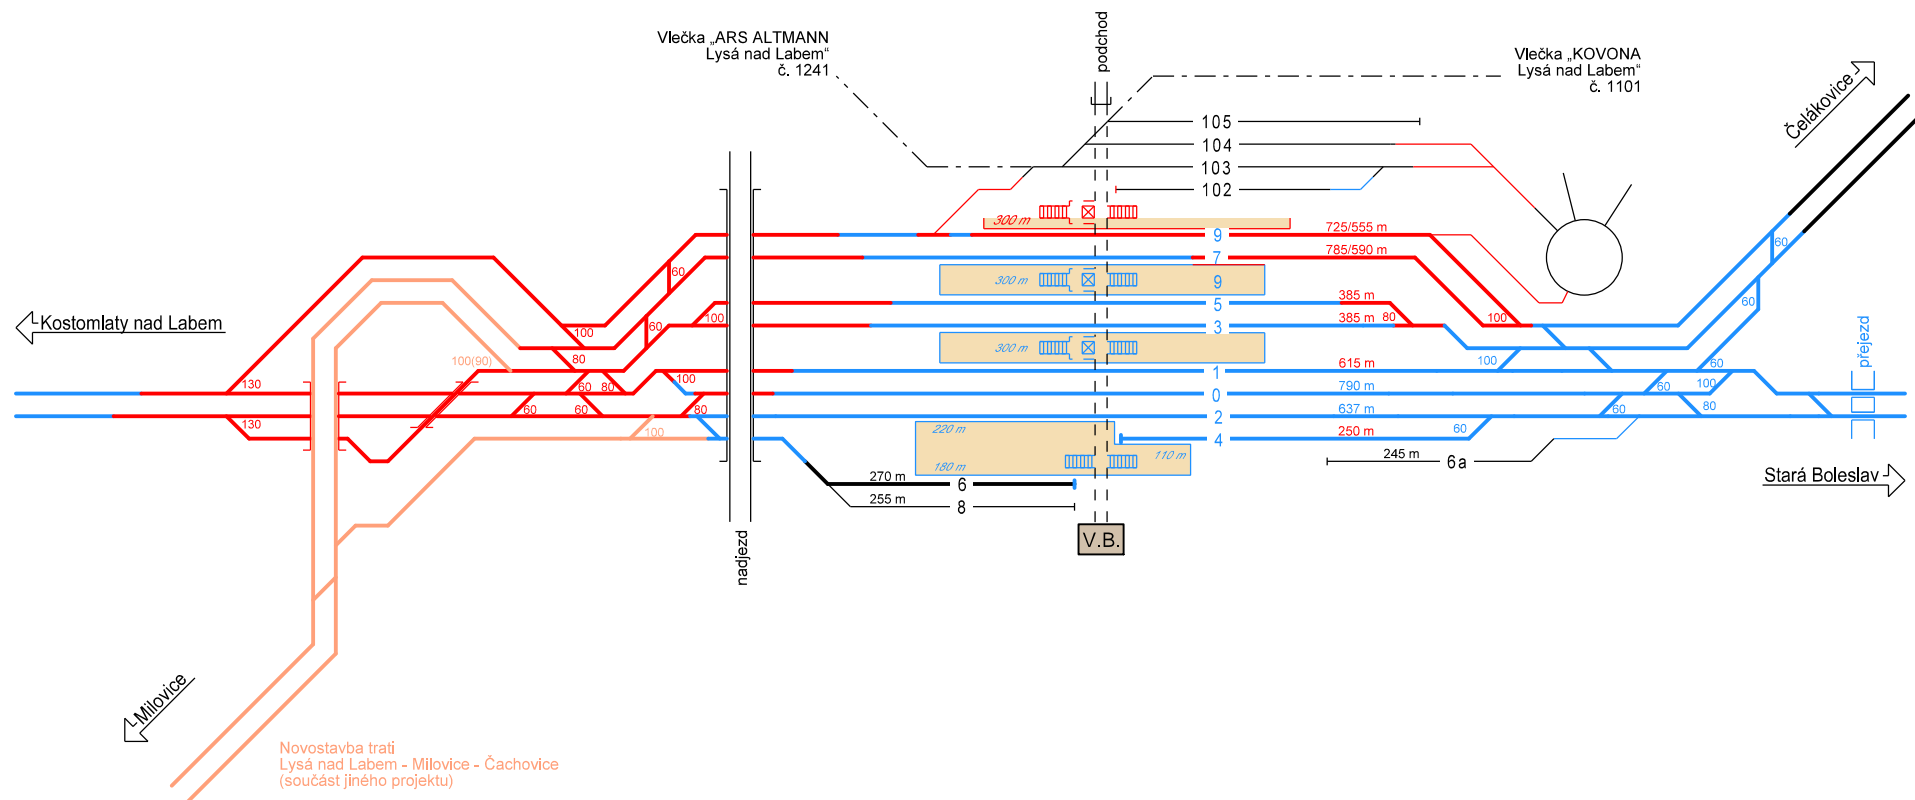 Vlečka „ARS ALTMANN
Lysá nad Labem“
č. 1241
podchod
Vlečka „KOVONA
Lysá nad Labem“
č. 1101
Čelákovice
105
104
103
102
300 m
9
725/555 m
60
60
7
785/590 m
300 m
9
60
5
385 m
Kostomlaty nad Labem
100
60
100
3
385 m
80
100
přejezd
300 m
100(90)
80
1
615 m
100
60
130
60
80
100
0
790 m
60
100
60
60
80
2
637 m
60
80
130
100
220 m
4
250 m
60
110 m
180 m
245 m
6a
270 m
6
Stará Boleslav
255 m
8
V.B.
nadjezd
Milovice
Novostavba trati
Lysá nad Labem - Milovice - Čachovice
(součást jiného projektu)